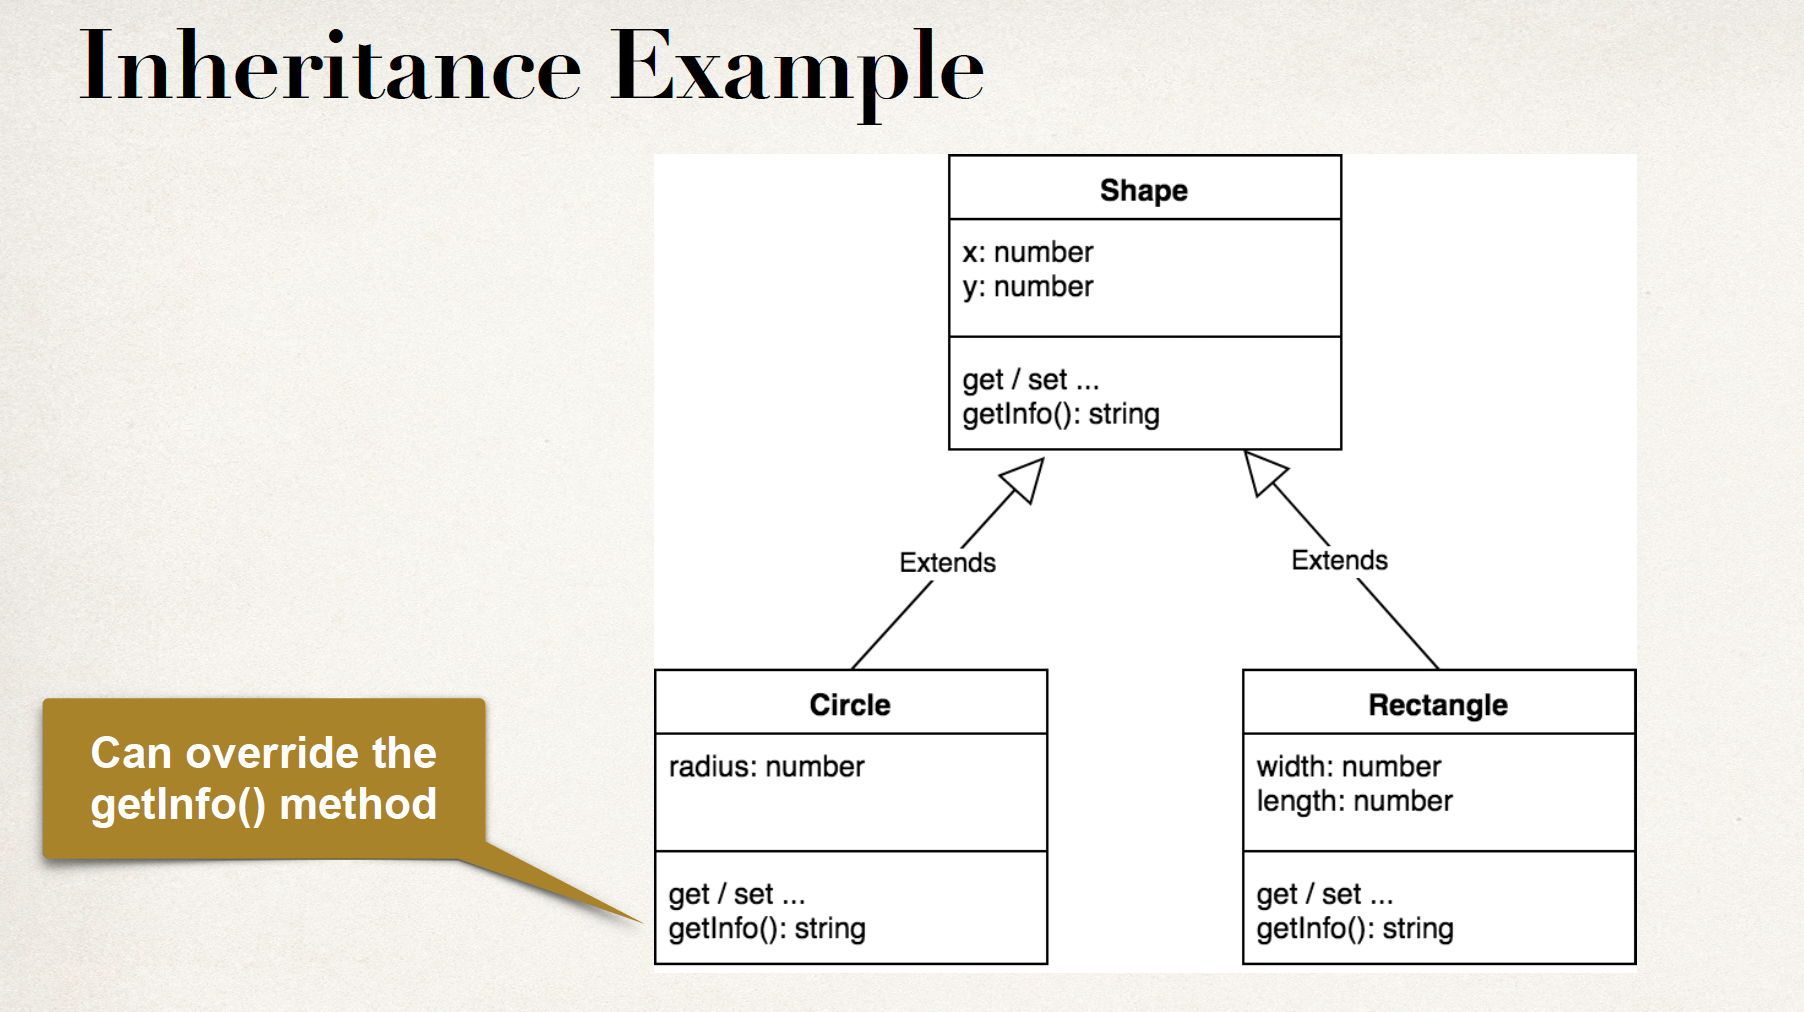 Inheritance Example
Shape
x: number
y: number
get / set ...
getInfo(): string
Extends
Extends
Circle
radius: number
get / set ...
getInfo(): string
Rectangle
width: number
length: number
get / set ...
getInfo(): string
Can override the
getInfo() method